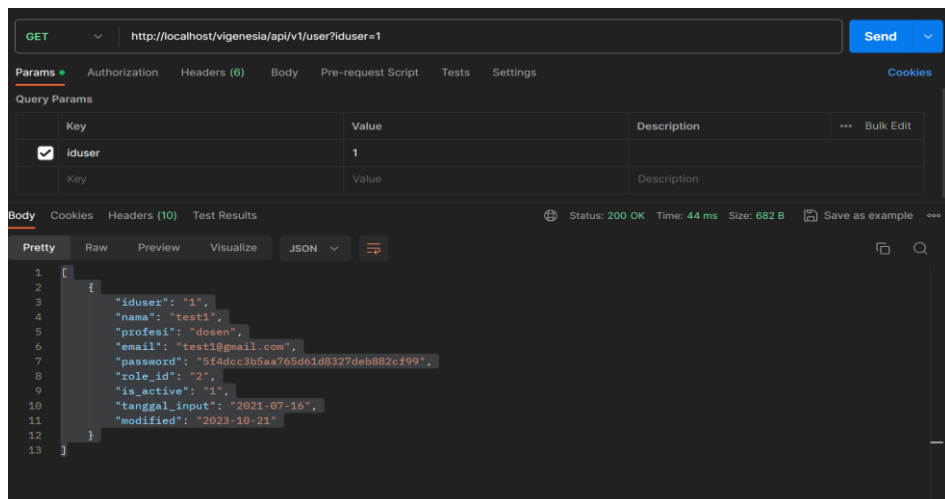 GET http://localhost/vigenesia/api/v1/user?iduser=1 Send
Params Authorization Headers (6) Body Pre-request Script Tests Settings Cookies
Query Params
Key Value Description ••• Bulk Edit
iduser 1
Key Value Description
Body Cookies Headers (10) Test Results Status: 200 OK Time: 44 ms Size: 682 B Save as example •••
Pretty Raw Preview Visualize JSON
1 [
2 {
3 "iduser": "1",
4 "nama": "test1",
5 "profesi": "dosen",
6 "email": "test1@gmail.com",
7 "password": "5f4dcc3b5aa765d61d8327deb882cf99",
8 "role_id": "2",
9 "is_active": "1",
10 "tanggal_input": "2021-07-16",
11 "modified": "2023-10-21"
12 }
13 ]